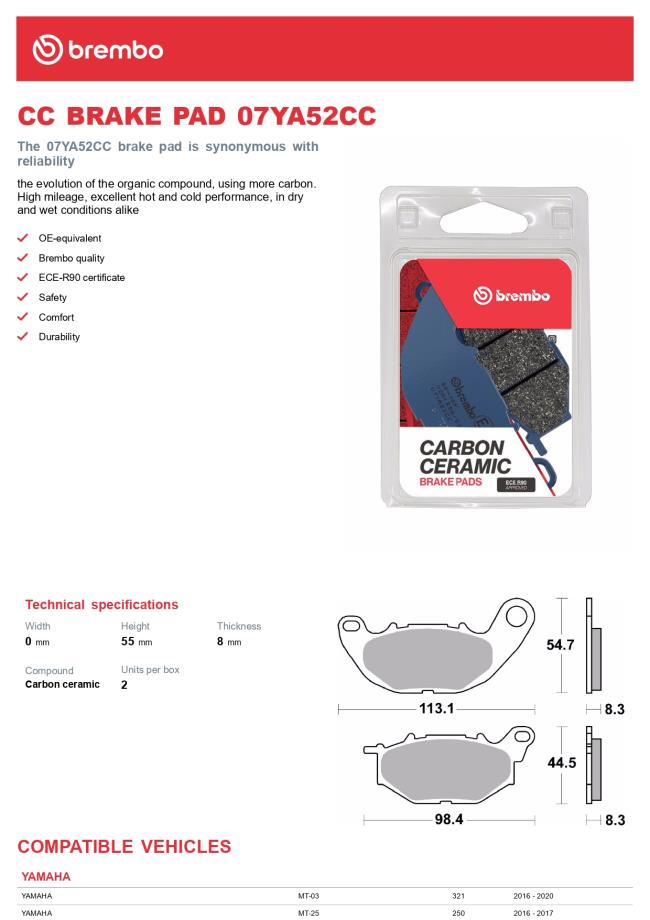 brembo
CC BRAKE PAD 07YA52CC
The 07YA52CC brake pad is synonymous with
reliability
the evolution of the organic compound, using more carbon.
High mileage, excellent hot and cold performance, in dry
and wet conditions alike
OE-equivalent
Brembo quality
ECE-R90 certificate
Safety
Comfort
Durability
brembo
brembo
CARBON
CERAMIC
BRAKE PADS
ECE R90
APPROVED
Technical specifications
Width
Height
Thickness
0 mm
55 mm
8 mm
Compound
Units per box
Carbon ceramic
2
54.7
113.1
8.3
44.5
98.4
8.3
COMPATIBLE VEHICLES
YAMAHA
YAMAHA MT-03 321 2016 - 2020
YAMAHA MT-25 250 2016 - 2017